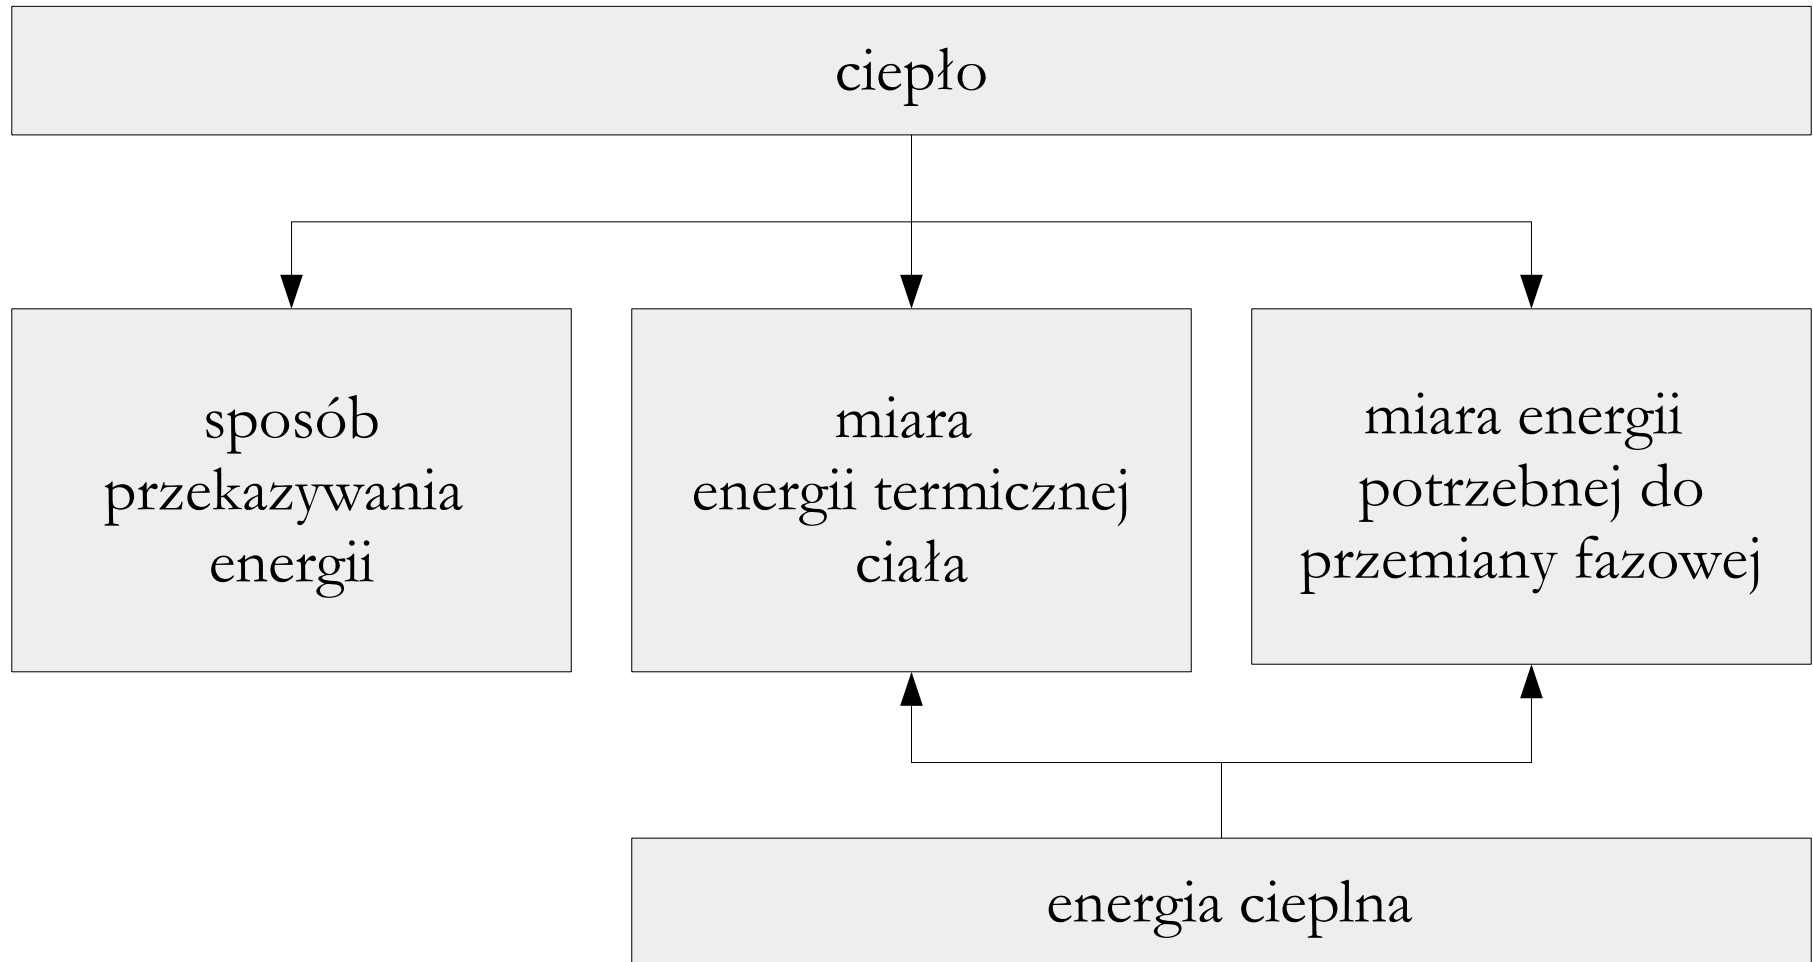 ciepło
sposób
przekazywania
energii
miara
energii termicznej
ciała
miara energii
potrzebnej do
przemiany fazowej
energia cieplna